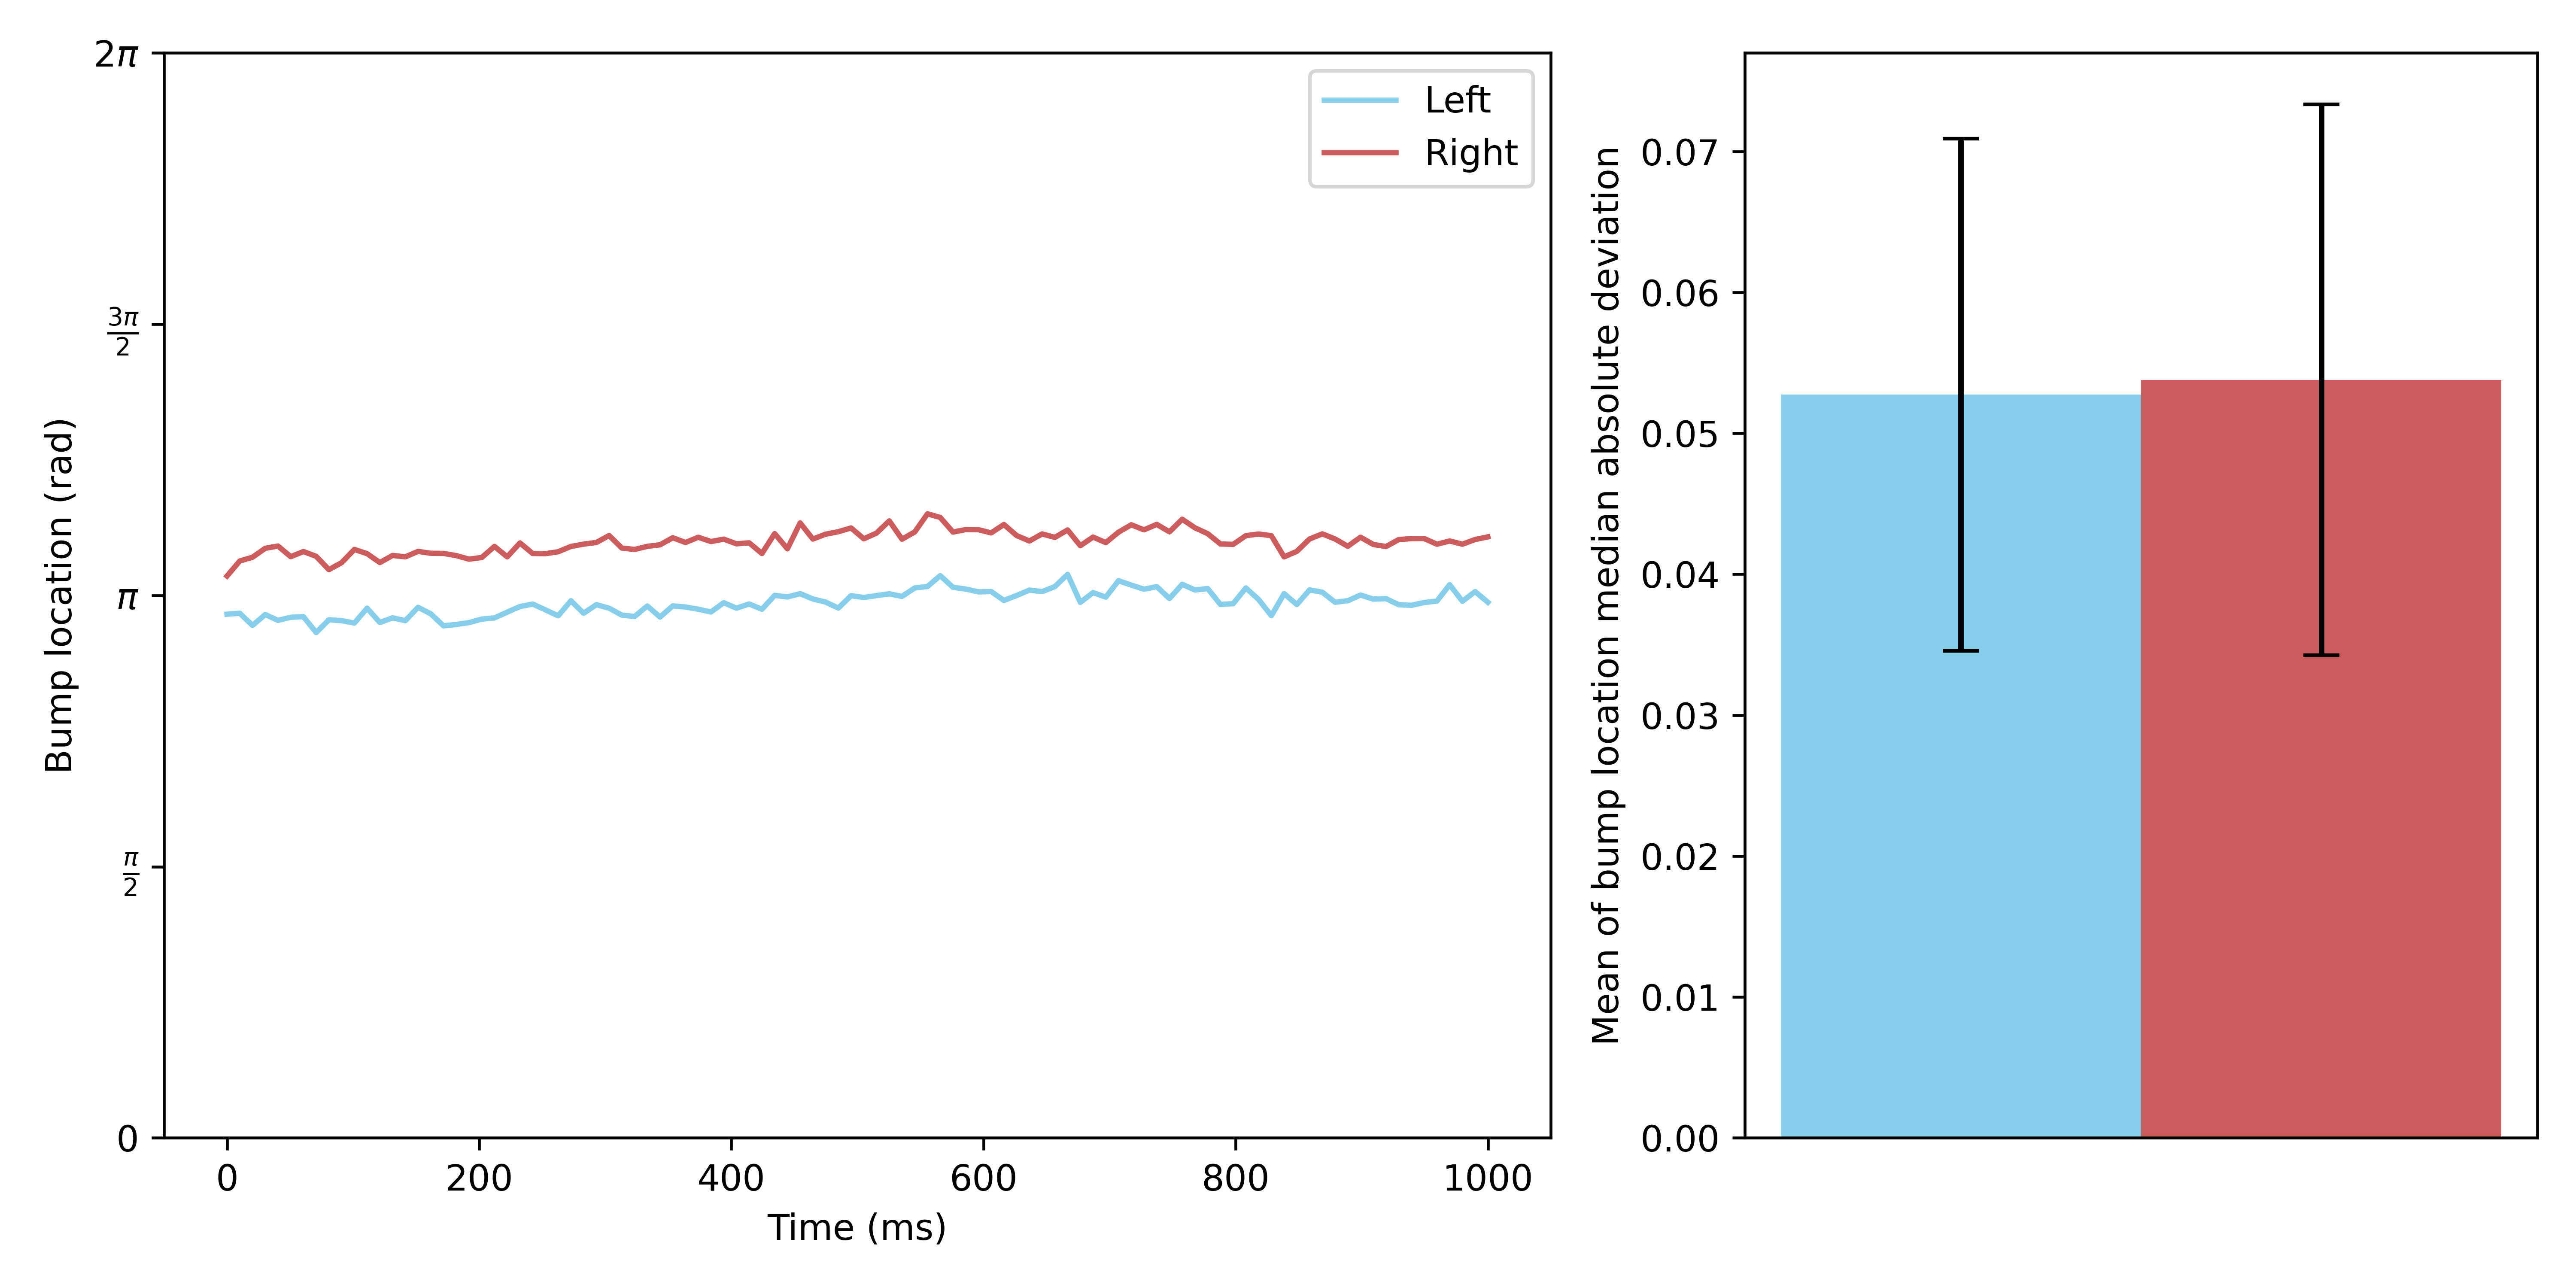 2π
3π/2
π
π/2
0
Bump location (rad)
0 200 400 600 800 1000
Time (ms)
Left
Right
Mean of bump location median absolute deviation
0.07
0.06
0.05
0.04
0.03
0.02
0.01
0.00